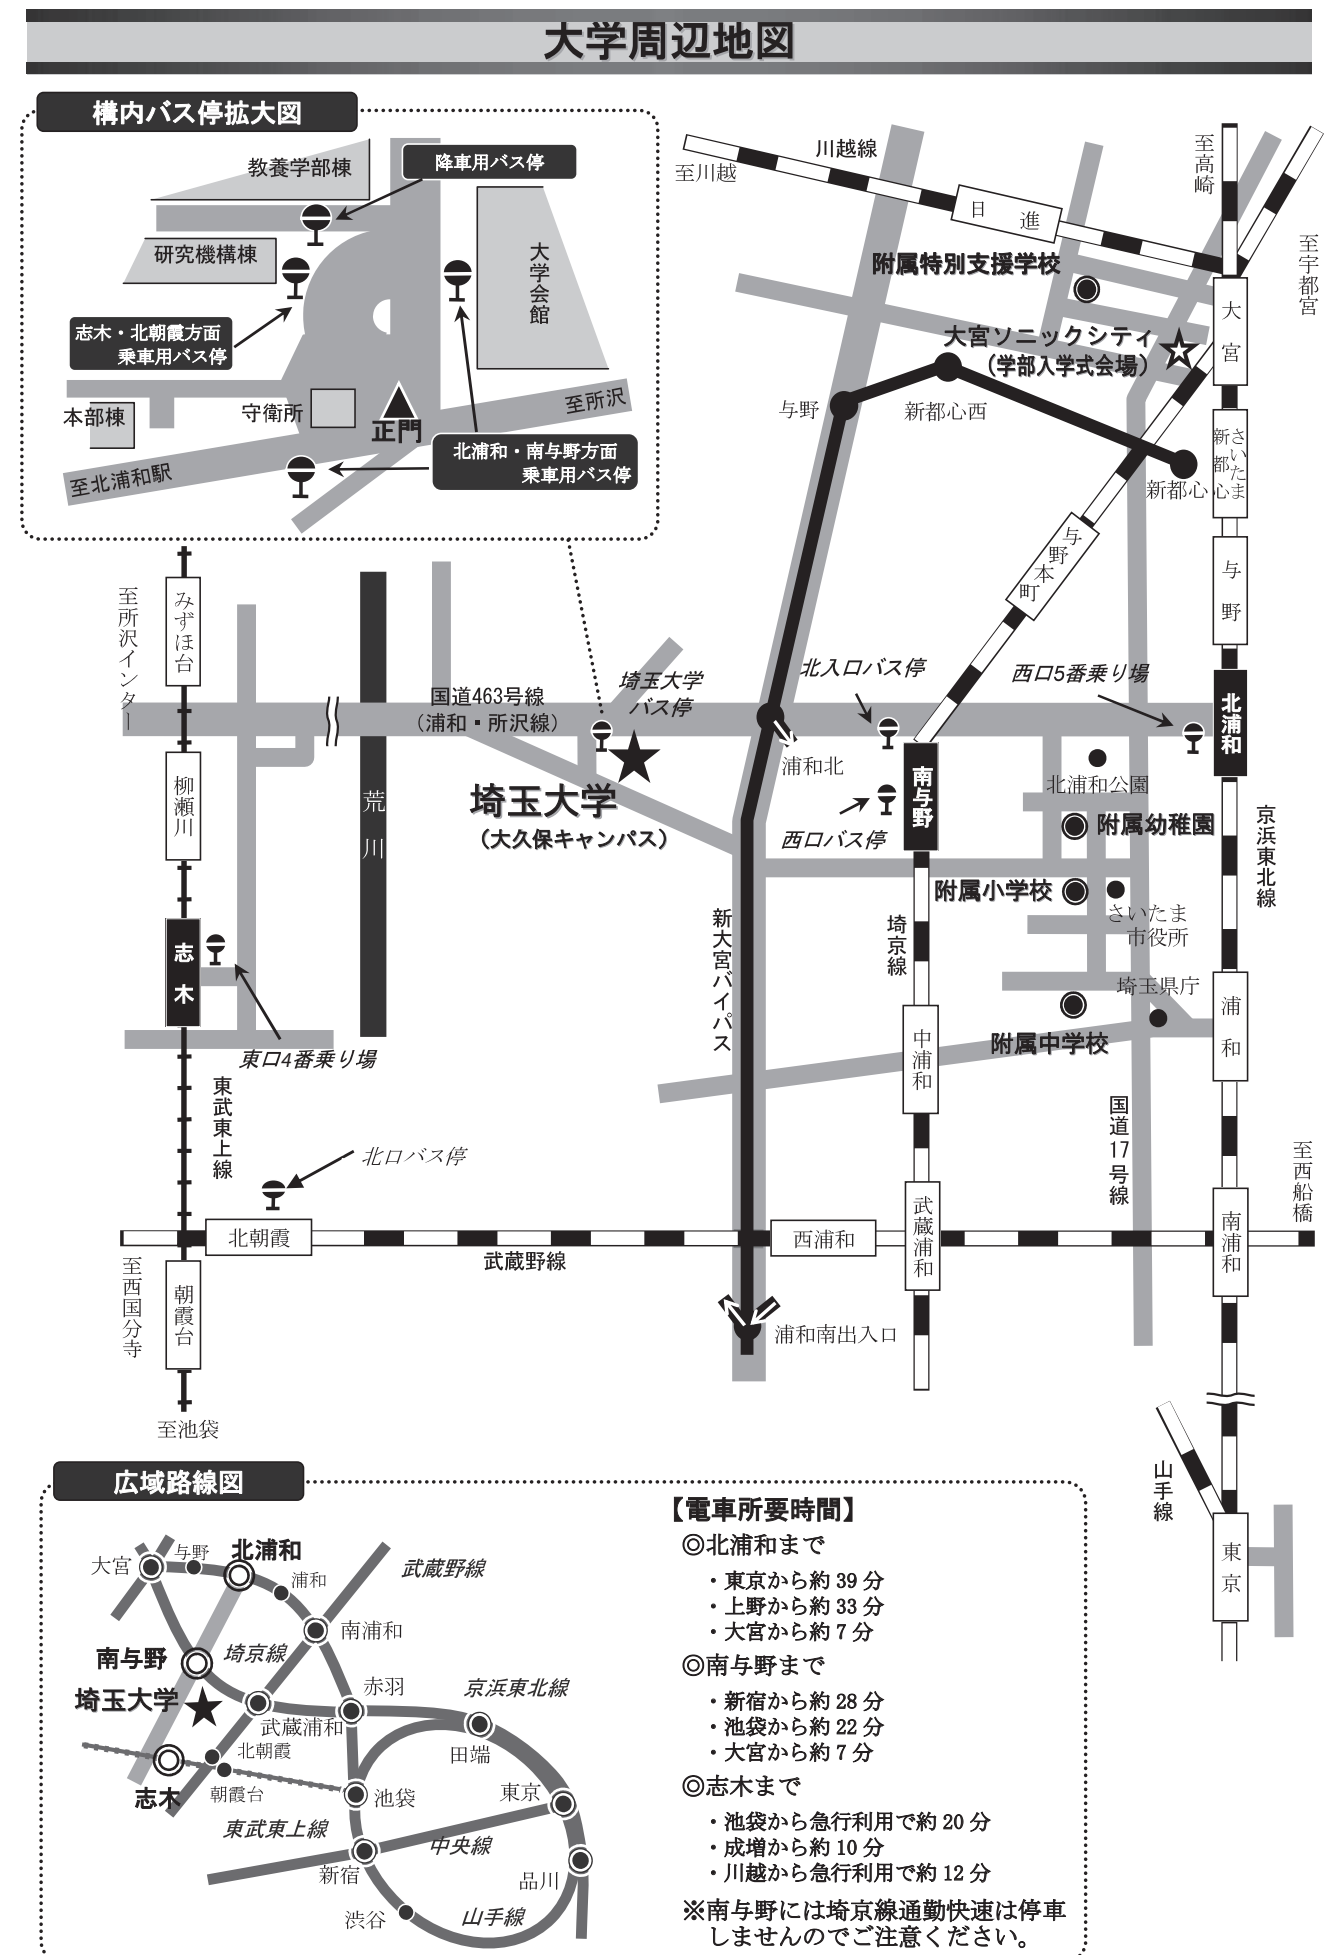 大学周辺地図
構内バス停拡大図
教養学部棟
降車用バス停
研究機構棟
大学会館
志木・北朝霞方面
乗車用バス停
本部棟
守衛所
正門
至所沢
至北浦和駅
北浦和・南与野方面
乗車用バス停
川越線
至川越
日進
至高崎
至宇都宮
附属特別支援学校
大宮ソニックシティ
（学部入学式会場）
大宮
与野
新都心西
新都心
さいたま
新都心
与野本町
与野
至所沢インター
みずほ台
国道463号線
（浦和・所沢線）
埼玉大学
バス停
北入口バス停
西口5番乗り場
北浦和
浦和北
南与野
北浦和公園
柳瀬川
荒川
埼玉大学
（大久保キャンパス）
西口バス停
附属幼稚園
京浜東北線
附属小学校
さいたま
市役所
新大宮バイパス
埼京線
志木
埼玉県庁
浦和
附属中学校
中浦和
東口4番乗り場
東武東上線
国道17号線
北口バス停
至西船橋
北朝霞
武蔵野線
西浦和
武蔵浦和
南浦和
至西国分寺
朝霞台
浦和南出入口
至池袋
山手線
東京
広域路線図
大宮
与野
北浦和
浦和
武蔵野線
南浦和
南与野
埼京線
埼玉大学
赤羽
京浜東北線
武蔵浦和
北朝霞
田端
志木
朝霞台
池袋
東京
東武東上線
中央線
新宿
品川
渋谷
山手線
【電車所要時間】
◎北浦和まで
・東京から約 39 分
・上野から約 33 分
・大宮から約 7 分
◎南与野まで
・新宿から約 28 分
・池袋から約 22 分
・大宮から約 7 分
◎志木まで
・池袋から急行利用で約 20 分
・成増から約 10 分
・川越から急行利用で約 12 分
※南与野には埼京線通勤快速は停車
しませんのでご注意ください。